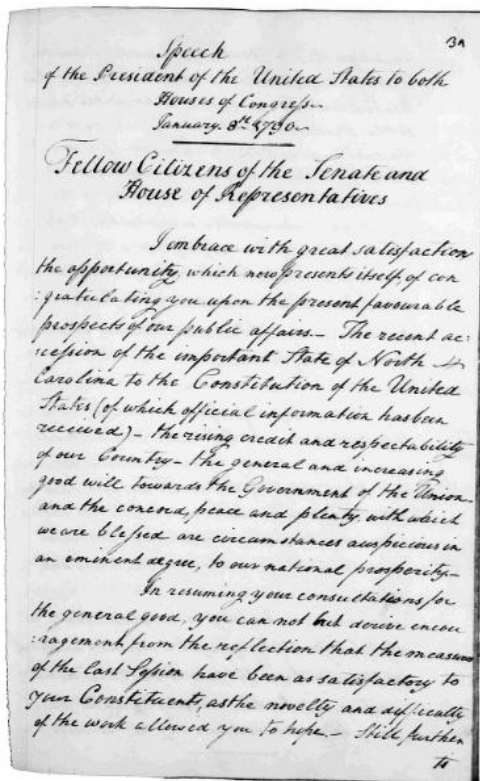 31
Speech
of the President of the United States to both
Houses of Congress
January. 8th 1790
Fellow Citizens of the Senate and
House of Representatives
I embrace with great satisfaction
the opportunity, which now presents itself, of con
:gratulating you upon the present favourable
prospects of our public affairs.— The recent ac:
:cession of the important State of North
Carolina to the Constitution of the United
States (of which official information has been
received) — the rising credit and respectability
of our Country — the general and increasing
good will towards the Government of the Union—
and the concord, peace and plenty, with which
we are blessed are circumstances auspicious in
an eminent degree, to our national prosperity—
In resuming your consultations for
the general good, you can not but derive encou
:ragement from the reflection that the measures
of the last Session have been as satisfactory to
your Constituents, as the novelty and difficulty
of the work allowed you to hope.— Still further
to